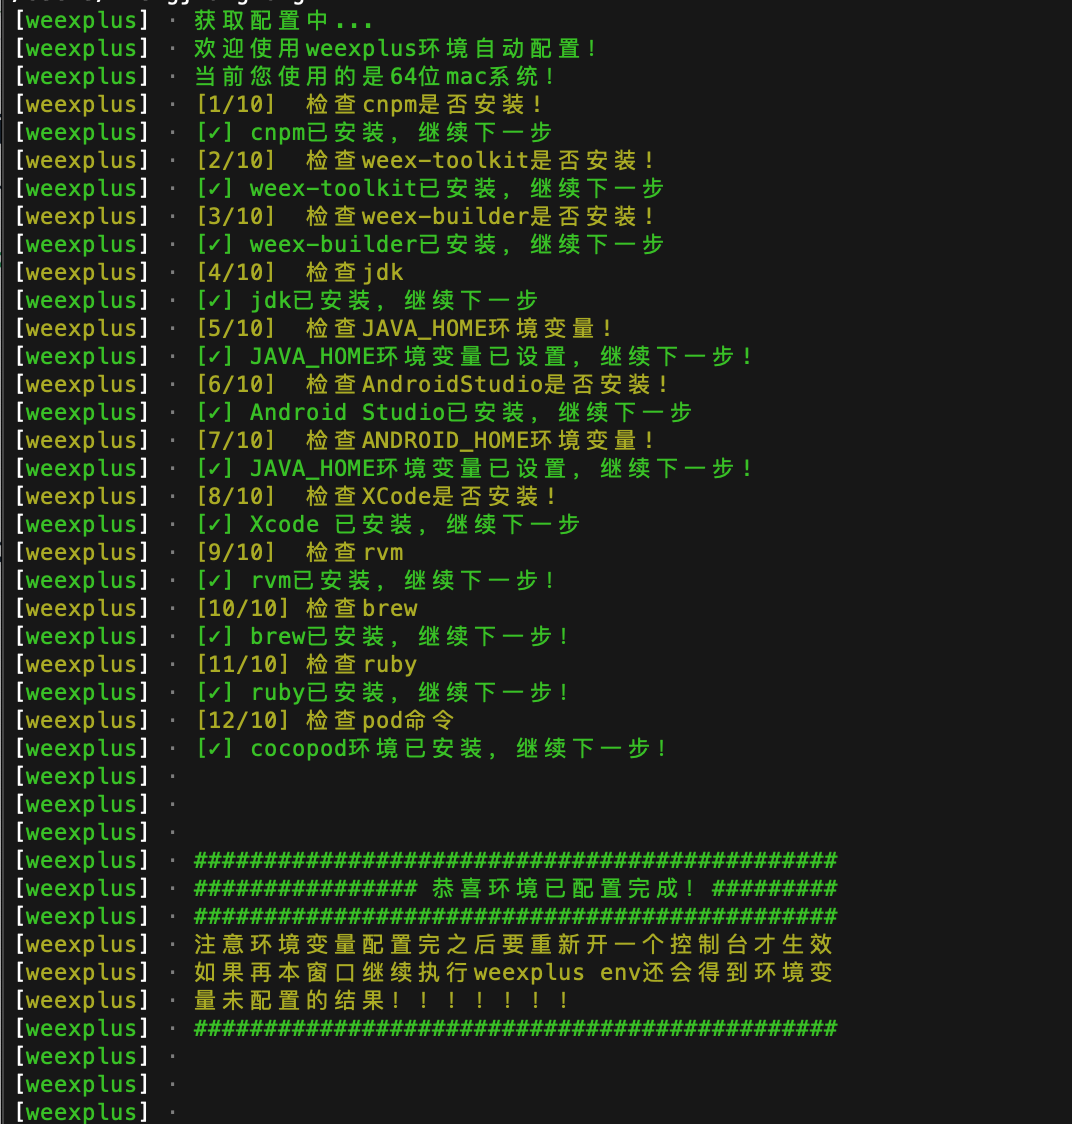 [weexplus] · 获取配置中...
[weexplus] · 欢迎使用weexplus环境自动配置!
[weexplus] · 当前您使用的是64位mac系统!
[weexplus] · [1/10]  检查cnpm是否安装!
[weexplus] · [✓] cnpm已安装, 继续下一步
[weexplus] · [2/10]  检查weex-toolkit是否安装!
[weexplus] · [✓] weex-toolkit已安装, 继续下一步
[weexplus] · [3/10]  检查weex-builder是否安装!
[weexplus] · [✓] weex-builder已安装, 继续下一步
[weexplus] · [4/10]  检查jdk
[weexplus] · [✓] jdk已安装, 继续下一步
[weexplus] · [5/10]  检查JAVA_HOME环境变量!
[weexplus] · [✓] JAVA_HOME环境变量已设置, 继续下一步!
[weexplus] · [6/10]  检查AndroidStudio是否安装!
[weexplus] · [✓] Android Studio已安装, 继续下一步
[weexplus] · [7/10]  检查ANDROID_HOME环境变量!
[weexplus] · [✓] JAVA_HOME环境变量已设置, 继续下一步!
[weexplus] · [8/10]  检查XCode是否安装!
[weexplus] · [✓] Xcode 已安装, 继续下一步
[weexplus] · [9/10]  检查rvm
[weexplus] · [✓] rvm已安装, 继续下一步!
[weexplus] · [10/10] 检查brew
[weexplus] · [✓] brew已安装, 继续下一步!
[weexplus] · [11/10] 检查ruby
[weexplus] · [✓] ruby已安装, 继续下一步!
[weexplus] · [12/10] 检查pod命令
[weexplus] · [✓] cocopod环境已安装, 继续下一步!
[weexplus] ·
[weexplus] ·
[weexplus] ·
[weexplus] · ##############################################
[weexplus] · ################ 恭喜环境已配置完成! #########
[weexplus] · ##############################################
[weexplus] · 注意环境变量配置完之后要重新开一个控制台才生效
[weexplus] · 如果再本窗口继续执行weexplus env还会得到环境变
[weexplus] · 量未配置的结果!!!!!!!
[weexplus] · ##############################################
[weexplus] ·
[weexplus] ·
[weexplus] ·